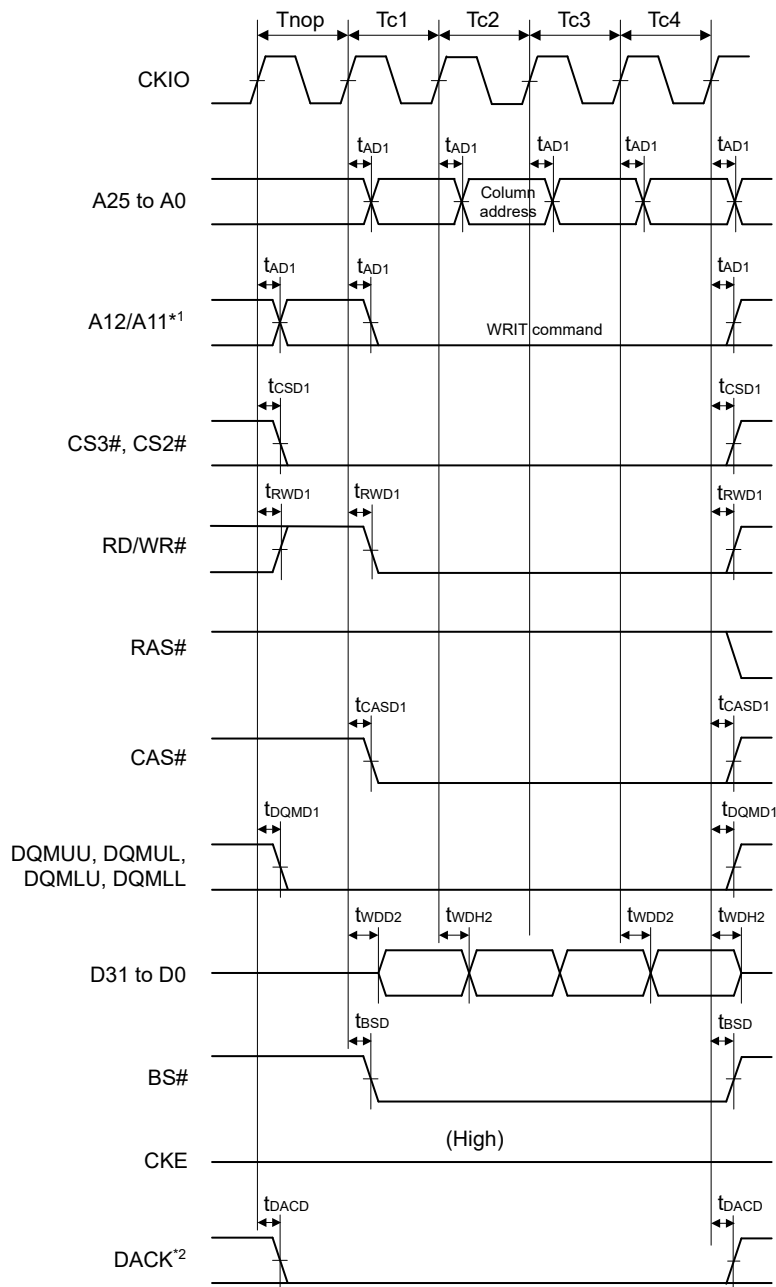 Tnop Tc1 Tc2 Tc3 Tc4
CKIO
tAD1 tAD1 tAD1 tAD1 tAD1
A25 to A0
Column
address
tAD1 tAD1 tAD1
A12/A11*1
WRIT command
tCSD1 tCSD1
CS3#, CS2#
tRWD1 tRWD1 tRWD1
RD/WR#
RAS#
tCASD1 tCASD1
CAS#
tDQMD1 tDQMD1
DQMUU, DQMUL,
DQMLU, DQMLL
tWDD2 tWDH2 tWDD2 tWDH2
D31 to D0
tBSD tBSD
BS#
(High)
CKE
tDACD tDACD
DACK*2